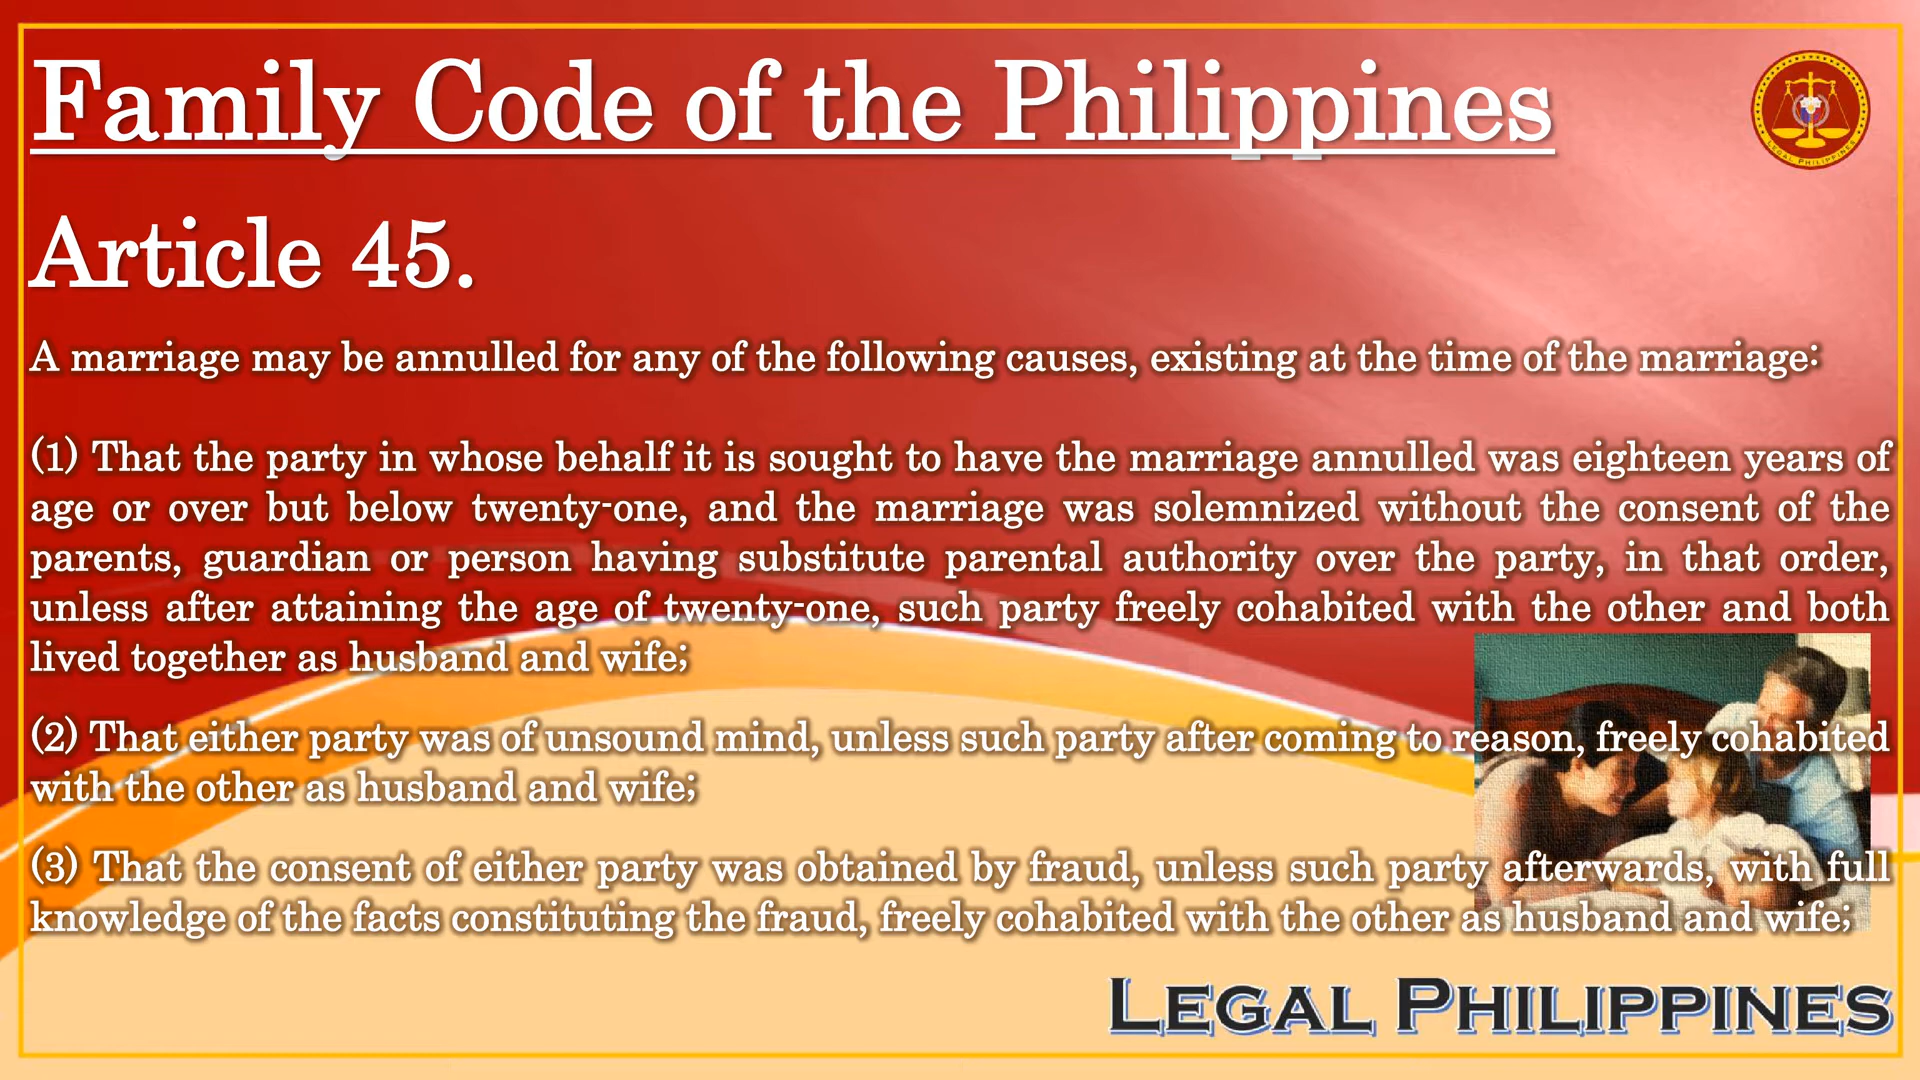 Family Code of the Philippines
LEGAL PHILIPPINES
Article 45.
A marriage may be annulled for any of the following causes, existing at the time of the marriage:
(1) That the party in whose behalf it is sought to have the marriage annulled was eighteen years of
age or over but below twenty-one, and the marriage was solemnized without the consent of the
parents, guardian or person having substitute parental authority over the party, in that order,
unless after attaining the age of twenty-one, such party freely cohabited with the other and both
lived together as husband and wife;
(2) That either party was of unsound mind, unless such party after coming to reason, freely cohabited
with the other as husband and wife;
(3) That the consent of either party was obtained by fraud, unless such party afterwards, with full
knowledge of the facts constituting the fraud, freely cohabited with the other as husband and wife;
LEGAL PHILIPPINES